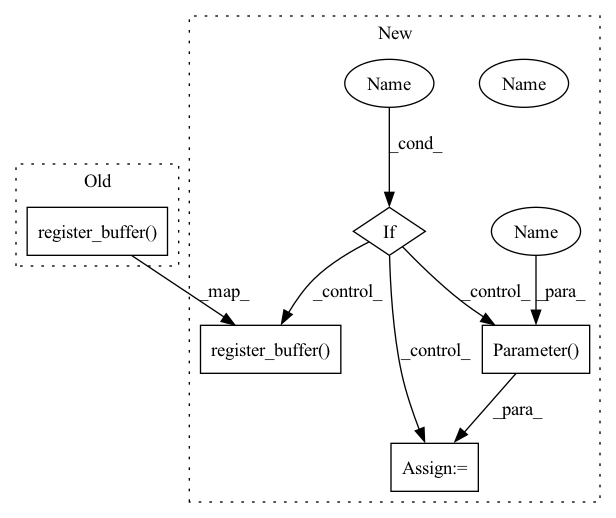 New
Name
Name
_cond_
Old
register_buffer()
If
Name
_map_
_control_
_control_
_para_
_control_
register_buffer()
Parameter()
_para_
Assign:=